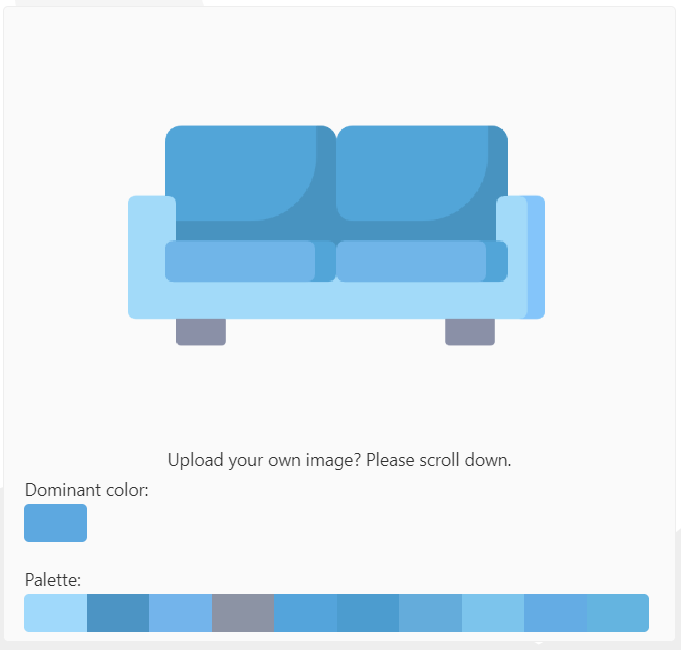 Upload your own image? Please scroll down.
Dominant color:
Palette: